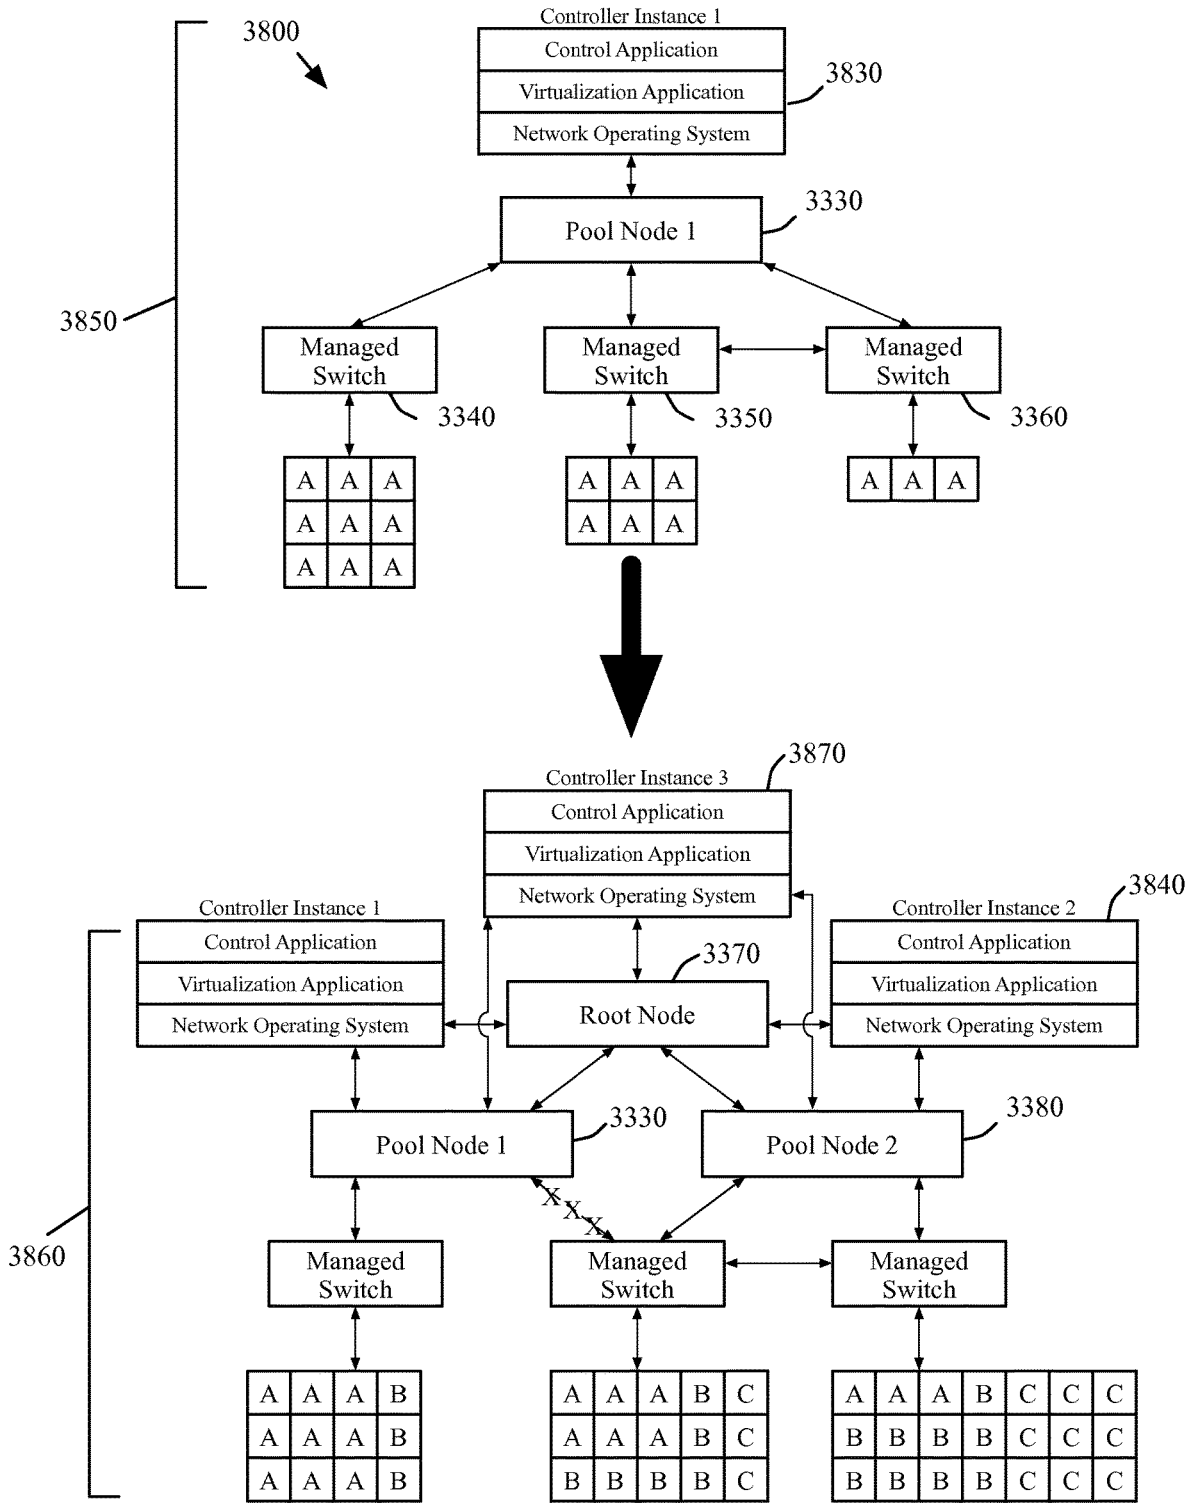 Controller Instance 1
3800
Control Application
3830
Virtualization Application
Network Operating System
3330
Pool Node 1
3850
Managed Switch
Managed Switch
Managed Switch
3340
3350
3360
A A A
A A A
A A A
A A A
A A A
A A A
3870
Controller Instance 3
Control Application
Virtualization Application
Network Operating System
3840
Controller Instance 1
Controller Instance 2
Control Application
Virtualization Application
Network Operating System
3370
Root Node
Control Application
Virtualization Application
Network Operating System
3330
Pool Node 1
3380
Pool Node 2
X
X
X
3860
Managed Switch
Managed Switch
Managed Switch
A A A B
A A A B
A A A B
A A A B C
A A A B C
B B B B C
A A A B C C C
B B B B C C C
B B B B C C C